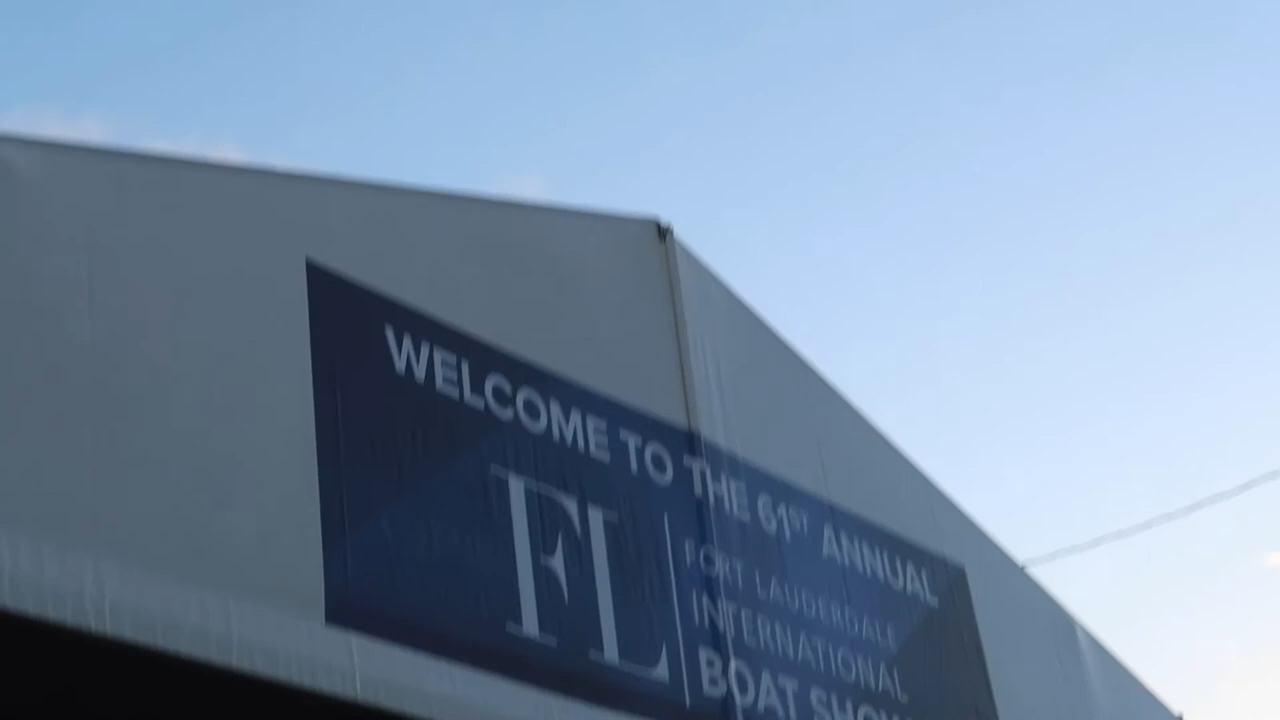 WELCOME TO THE 61ST ANNUAL
FL
FORT LAUDERDALE
INTERNATIONAL
BOAT SHOW